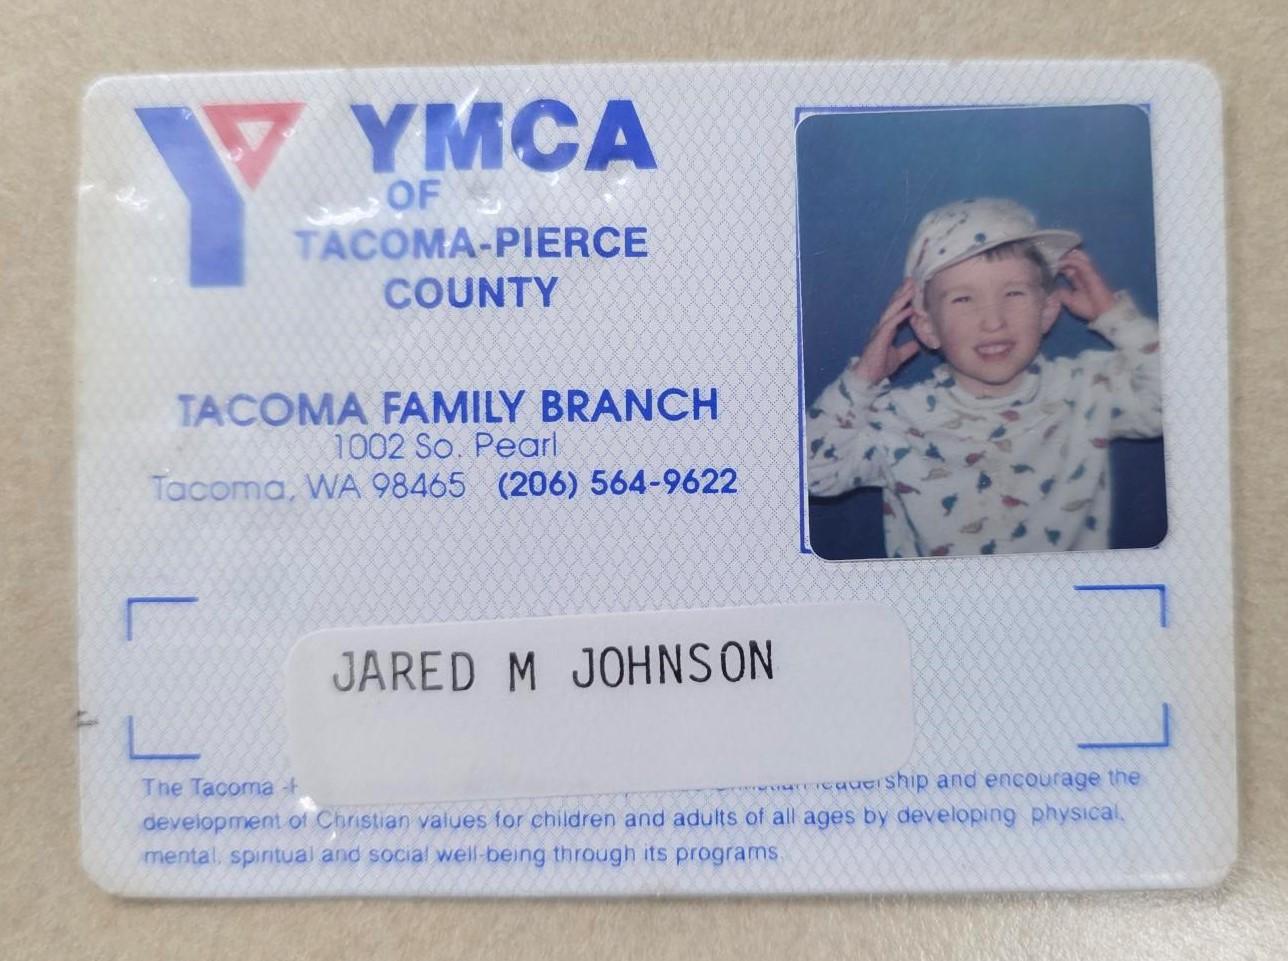 YMCA
OF
TACOMA-PIERCE
COUNTY
TACOMA FAMILY BRANCH
1002 So. Pearl
Tacoma, WA 98465 (206) 564-9622
JARED M JOHNSON
The Tacoma - leadership and encourage the
development of Christian values for children and adults of all ages by developing physical,
mental, spiritual and social well-being through its programs.